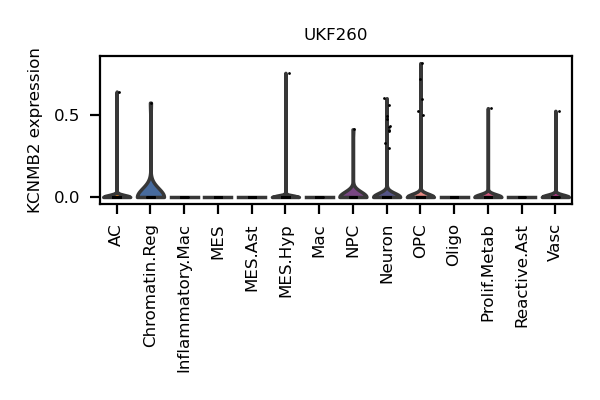 UKF260
KCNMB2 expression
0.5
0.0
AC
Chromatin.Reg
Inflammatory.Mac
MES
MES.Ast
MES.Hyp
Mac
NPC
Neuron
OPC
Oligo
Prolif.Metab
Reactive.Ast
Vasc